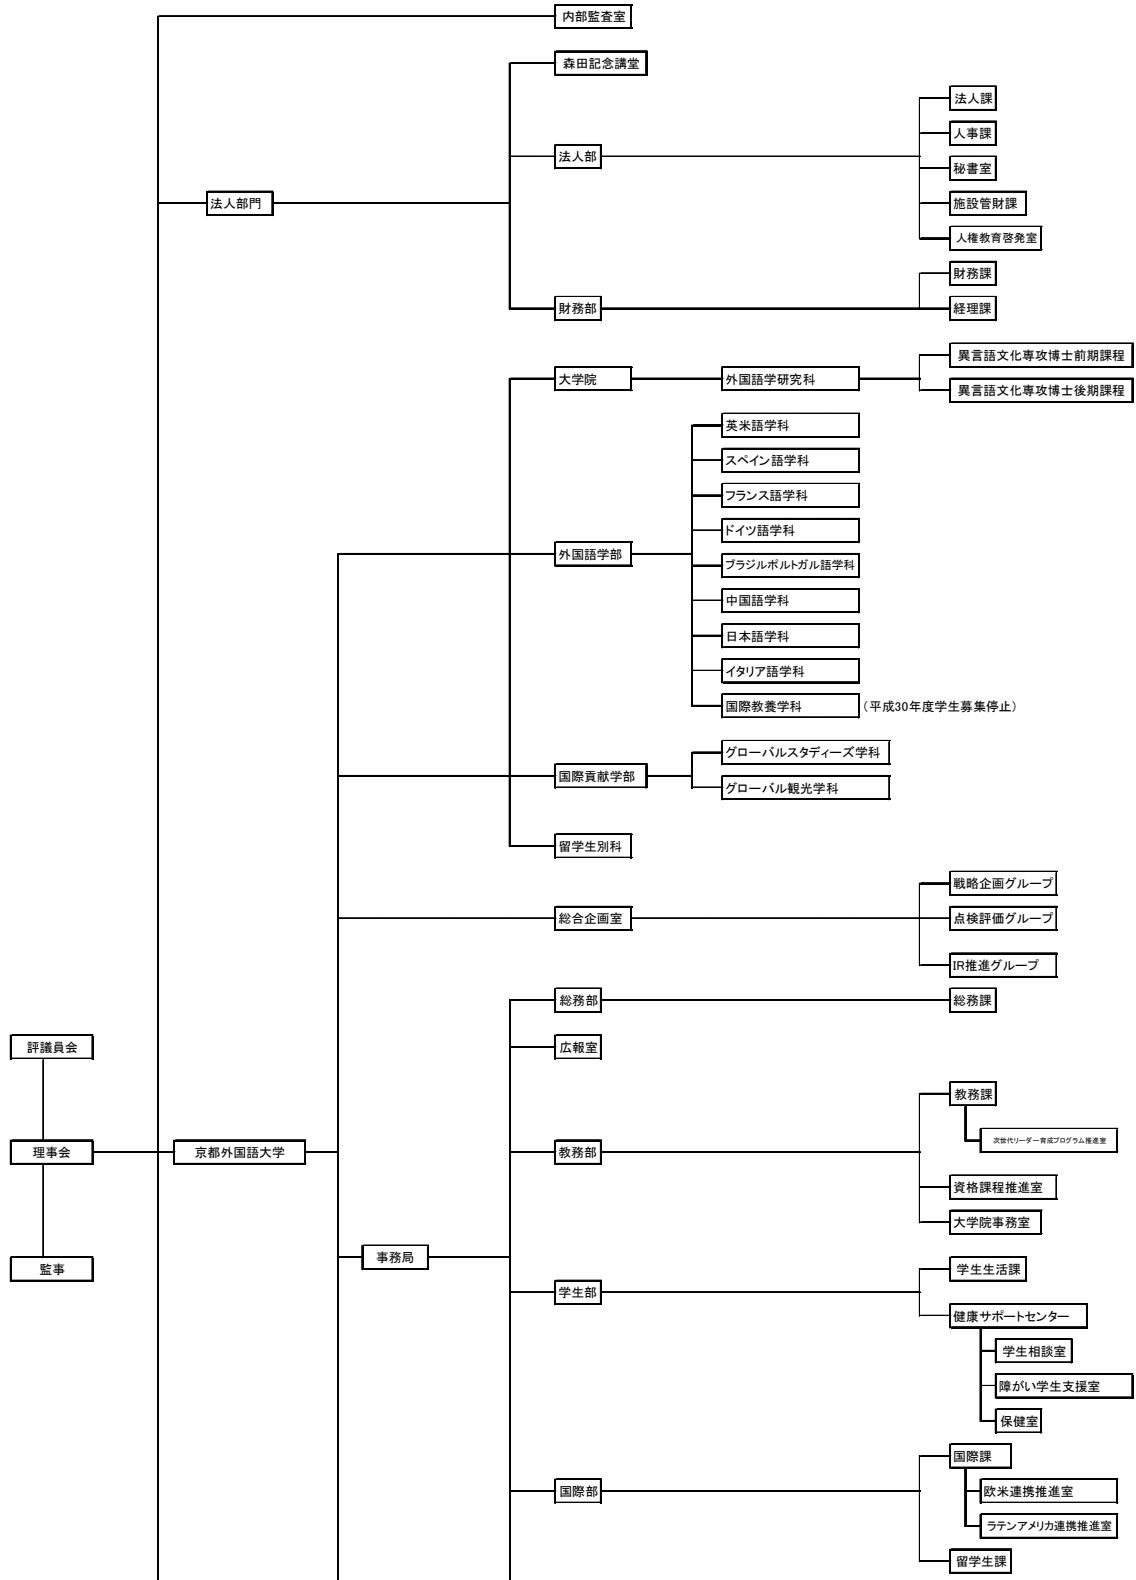 内部監査室
森田記念講堂
法人課
人事課
法人部
秘書室
法人部門
施設管財課
人権教育啓発室
財務課
財務部
経理課
異言語文化専攻博士前期課程
大学院
外国語学研究科
異言語文化専攻博士後期課程
英米語学科
スペイン語学科
フランス語学科
ドイツ語学科
外国語学部
ブラジルポルトガル語学科
中国語学科
日本語学科
イタリア語学科
国際教養学科 （平成30年度学生募集停止）
グローバルスタディーズ学科
国際貢献学部
グローバル観光学科
留学生別科
戦略企画グループ
総合企画室
点検評価グループ
IR推進グループ
総務部
総務課
評議員会
広報室
教務課
次世代リーダー育成プログラム推進室
理事会
京都外国語大学
教務部
資格課程推進室
大学院事務室
事務局
監事
学生生活課
学生部
健康サポートセンター
学生相談室
障がい学生支援室
保健室
国際課
国際部
欧米連携推進室
ラテンアメリカ連携推進室
留学生課